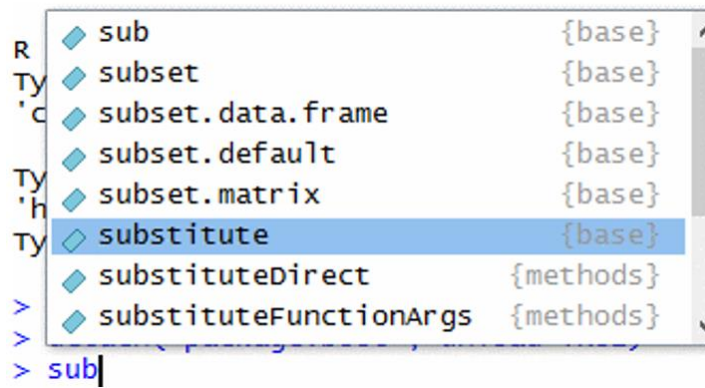 sub {base}
R
subset {base}
Ty
subset.data.frame {base}
'c
subset.default {base}
Ty
subset.matrix {base}
'h
substitute {base}
Ty
substituteDirect {methods}
>
substituteFunctionArgs {methods}
>
> sub